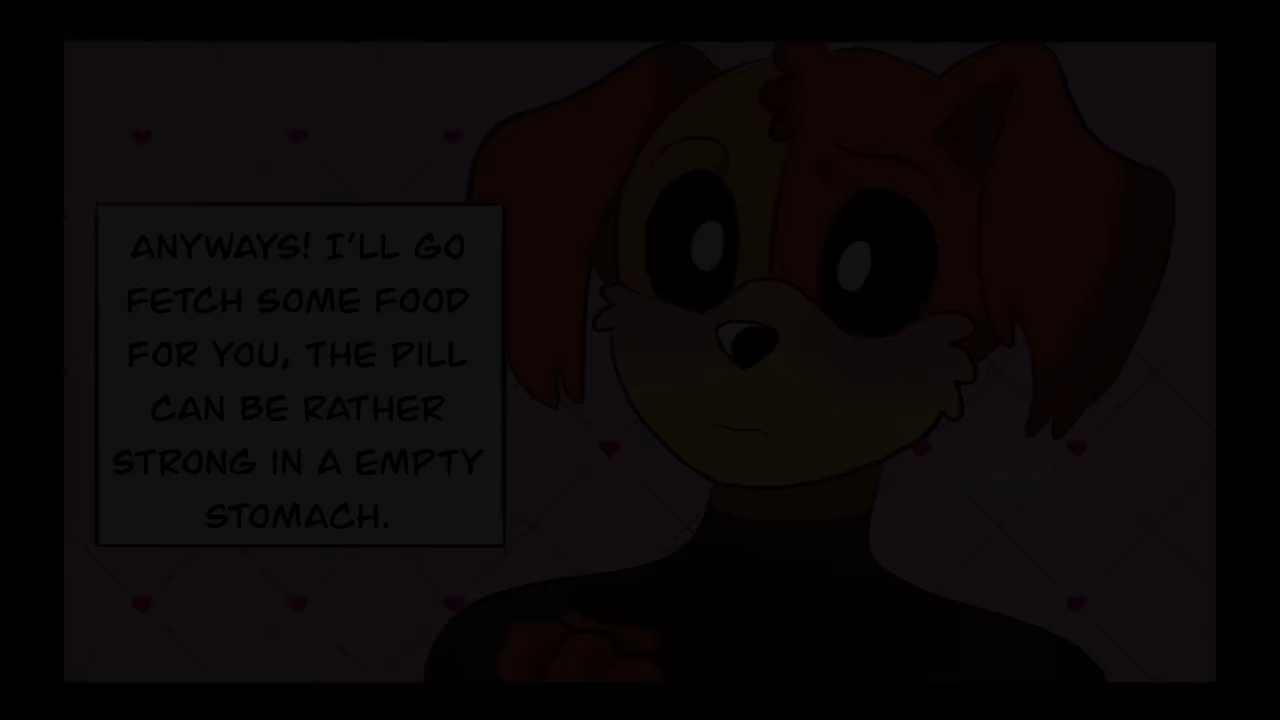 ANYWAYS! I'LL GO
FETCH SOME FOOD
FOR YOU, THE PILL
CAN BE RATHER
STRONG IN A EMPTY
STOMACH.